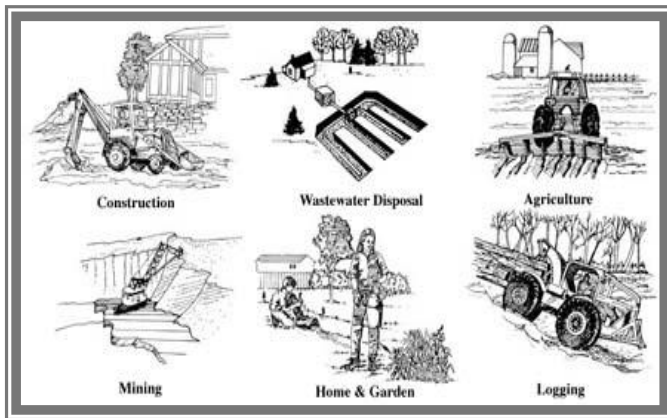 Construction
Wastewater Disposal
Agriculture
Mining
Home & Garden
Logging